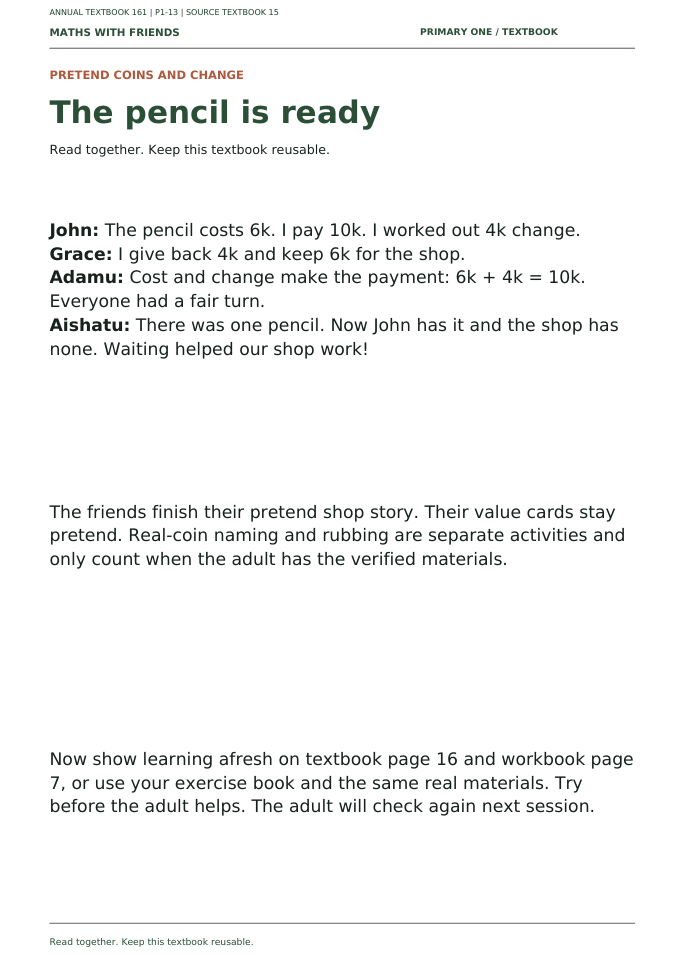 ANNUAL TEXTBOOK 161 | P1-13 | SOURCE TEXTBOOK 15
MATHS WITH FRIENDS
PRIMARY ONE / TEXTBOOK
PRETEND COINS AND CHANGE
The pencil is ready
Read together. Keep this textbook reusable.
John: The pencil costs 6k. I pay 10k. I worked out 4k change.
Grace: I give back 4k and keep 6k for the shop.
Adamu: Cost and change make the payment: 6k + 4k = 10k.
Everyone had a fair turn.
Aishatu: There was one pencil. Now John has it and the shop has
none. Waiting helped our shop work!
The friends finish their pretend shop story. Their value cards stay
pretend. Real-coin naming and rubbing are separate activities and
only count when the adult has the verified materials.
Now show learning afresh on textbook page 16 and workbook page
7, or use your exercise book and the same real materials. Try
before the adult helps. The adult will check again next session.
Read together. Keep this textbook reusable.